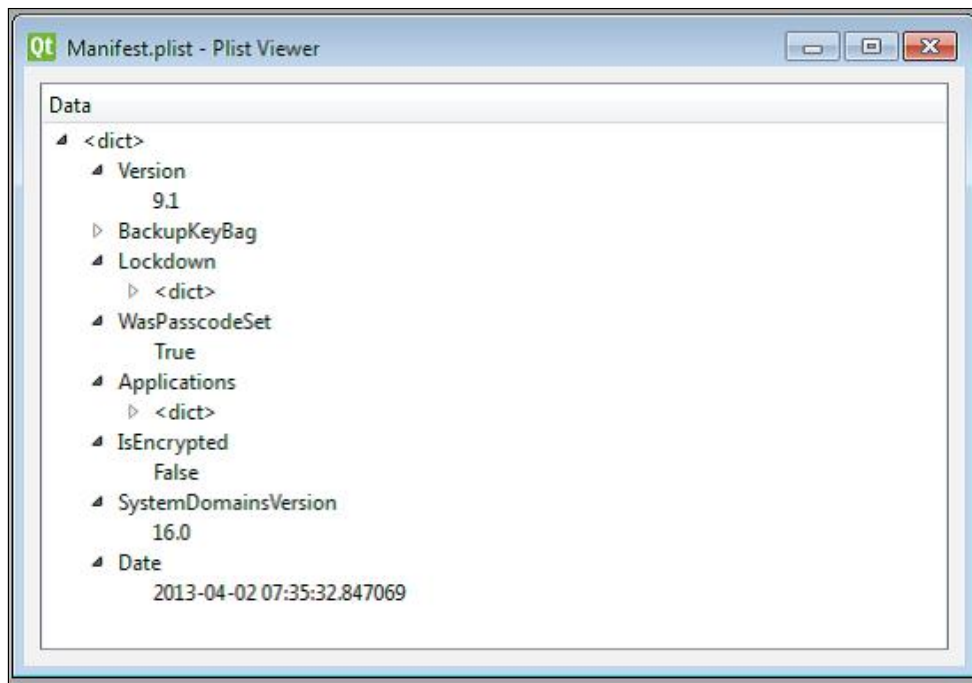 Qt Manifest.plist - Plist Viewer
Data
<dict>
Version
9.1
BackupKeyBag
Lockdown
<dict>
WasPasscodeSet
True
Applications
<dict>
IsEncrypted
False
SystemDomainsVersion
16.0
Date
2013-04-02 07:35:32.847069